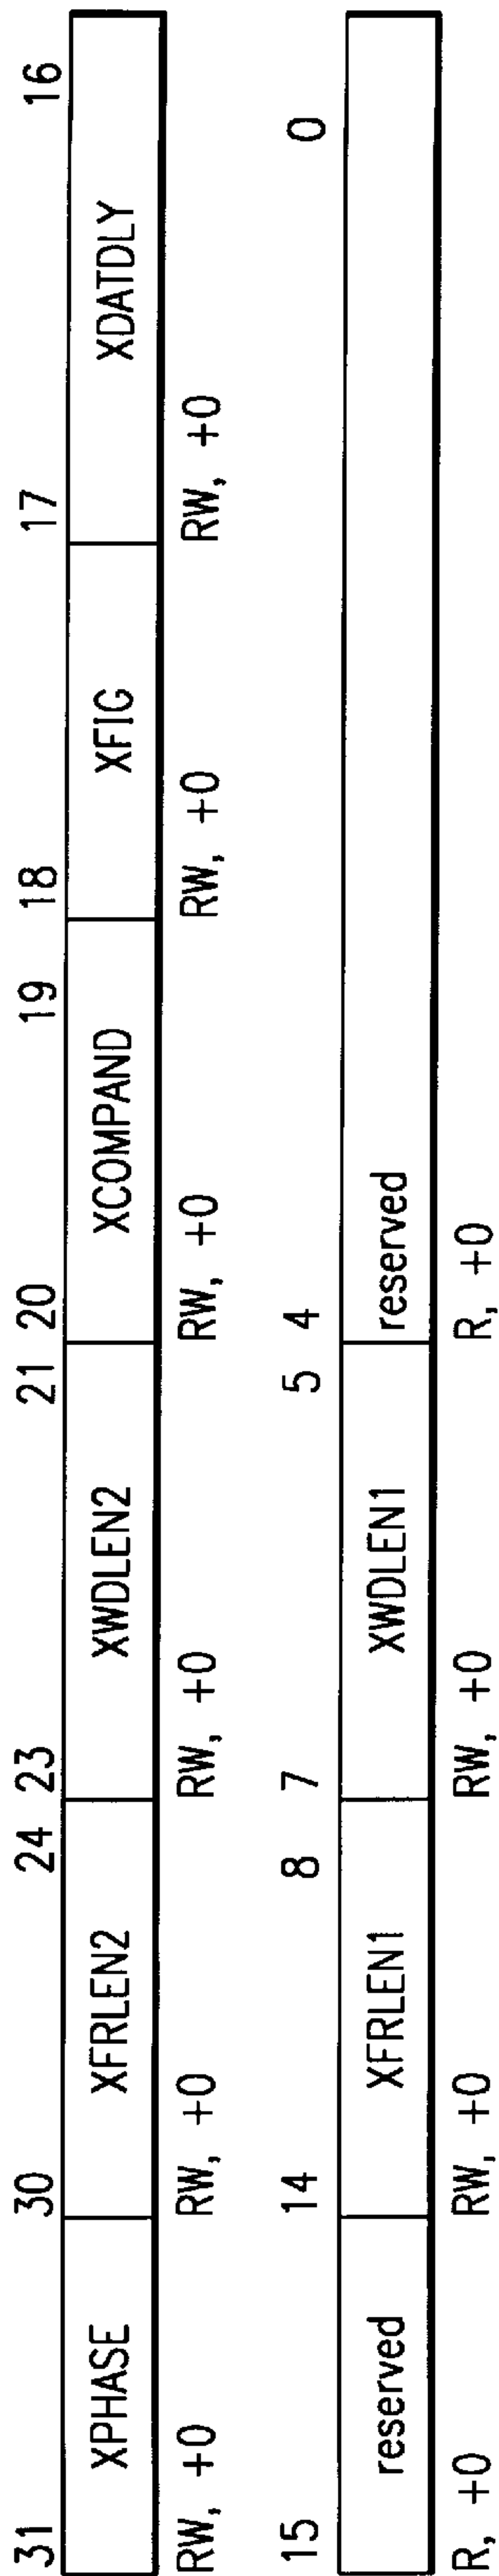 31 30 24 23 21 20 19 18 17 16
XPHASE XFRLEN2 XWDLEN2 XCOMPAND XFIG XDATDLY
RW, +0 RW, +0 RW, +0 RW, +0 RW, +0 RW, +0
15 14 8 7 5 4 0
reserved XFRLEN1 XWDLEN1 reserved
R, +0 RW, +0 RW, +0 R, +0